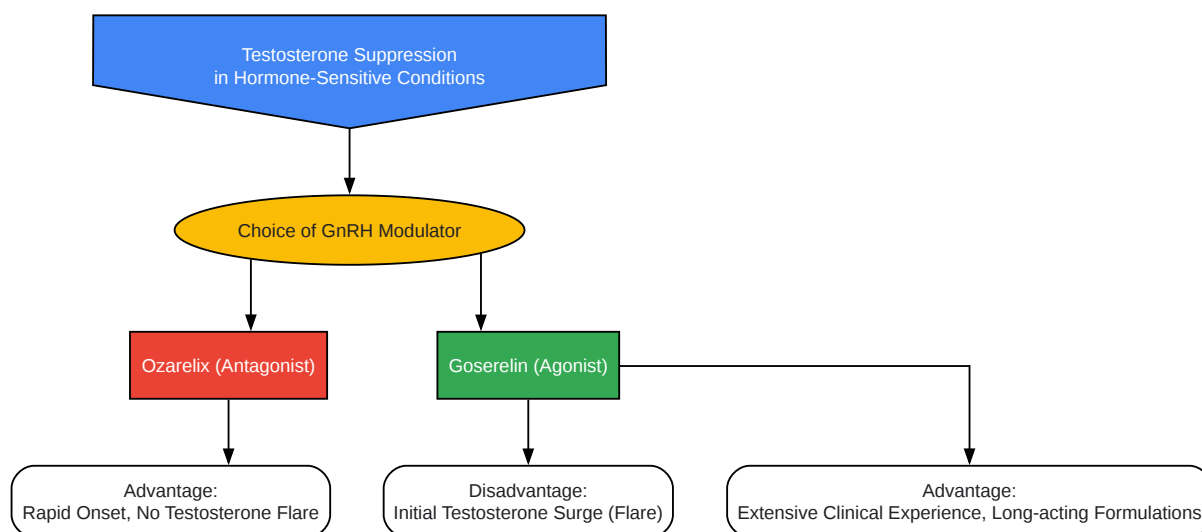 Testosterone Suppression
in Hormone-Sensitive Conditions
Choice of GnRH Modulator
Ozarelix (Antagonist)
Goserelin (Agonist)
Advantage:
Rapid Onset, No Testosterone Flare
Disadvantage:
Initial Testosterone Surge (Flare)
Advantage:
Extensive Clinical Experience, Long-acting Formulations